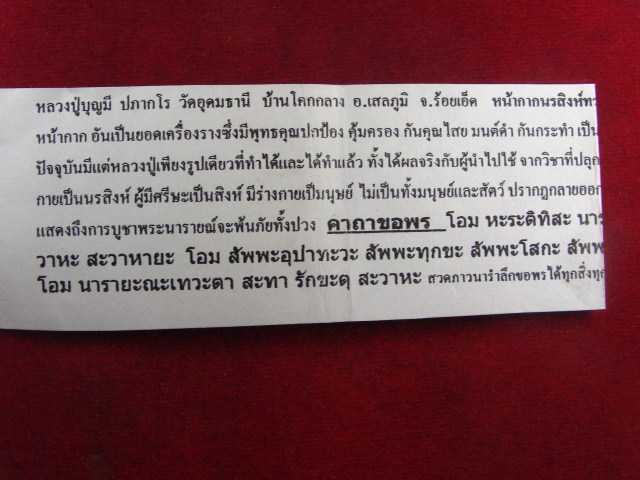 หลวงปู่บุญมี ปภากโร วัดอุดมธานี บ้านโคกกลาง อ.เสลภูมิ จ.ร้อยเอ็ด หน้ากากนรสิงห์ทว
หน้ากาก อันเป็นยอดเครื่องรางซึ่งมีพุทธคุณปกป้อง คุ้มครอง กันคุณไสย มนต์ดำ กันกระทำ เป็น
ปัจจุบันมีแต่หลวงปู่เพียงรูปเดียวที่ทำได้และได้ทำแล้ว ทั้งได้ผลจริงกับผู้นำไปใช้ จากวิชาที่ปลุก
กายเป็นนรสิงห์ ผู้มีศรีษะเป็นสิงห์ มีร่างกายเป็มนุษย์ ไม่เป็นทั้งมนุษย์และสัตว์ ปรากฎกลายออก
แสดงถึงการบูชาพระนารายณ์จะพ้นภัยทั้งปวง คาถาขอพร โอม หะระติทิสะ นาร
วาหะ สะวาหายะ โอม สัพพะอุปาทะวะ สัพพะทุกขะ สัพพะโสกะ สัพพ
โอม นารายะณะเทวะตา สะทา รักขะตุ สะวาหะ สวดภาวนารำลึกขอพรได้ทุกสิ่งทุก